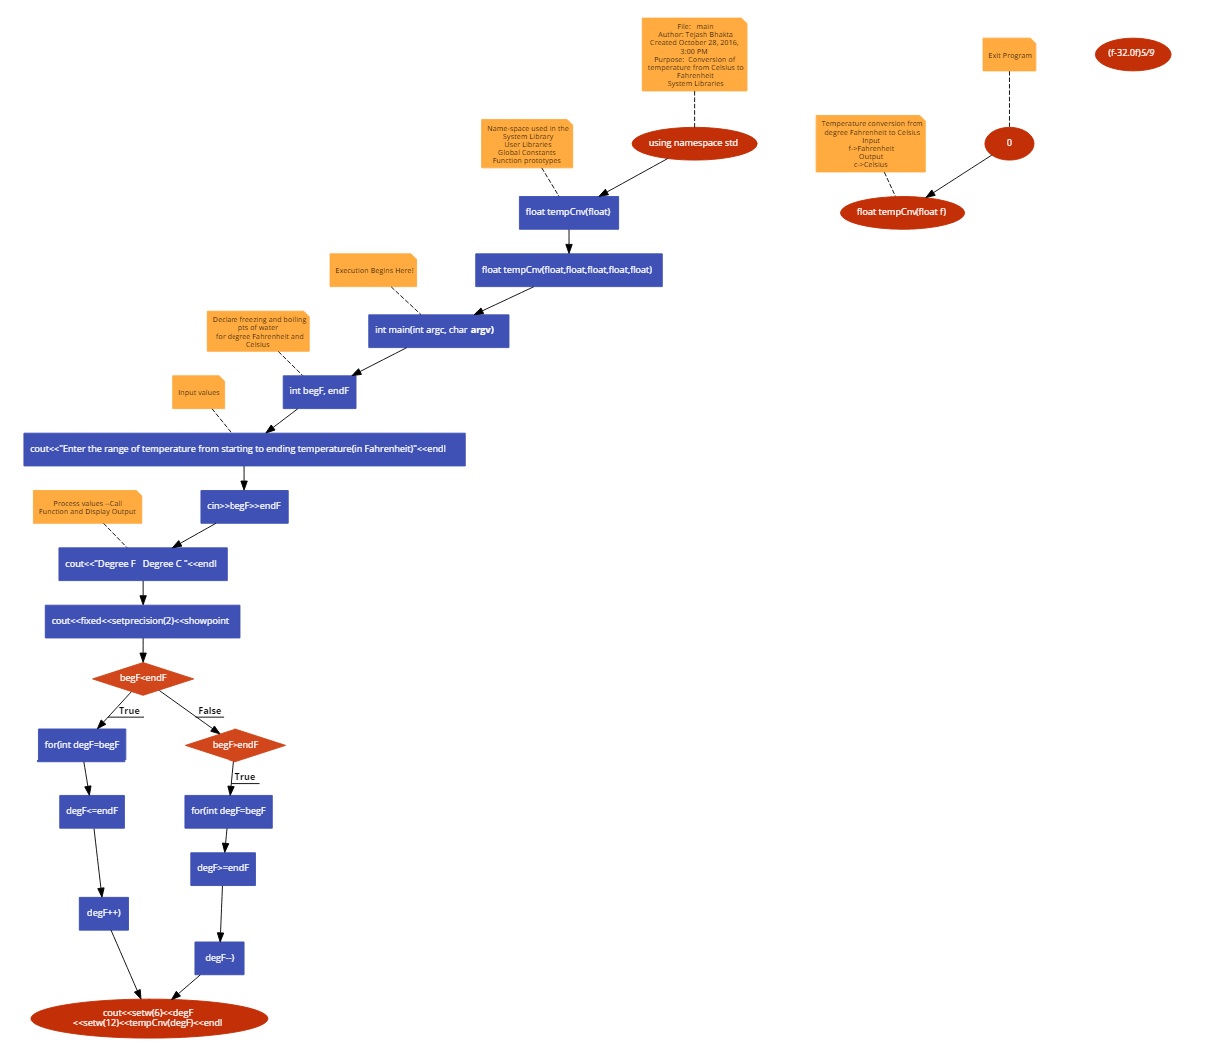 File:   main
Author: Tejash Bhakta
Created October 28, 2016,
3:00 PM
Purpose:  Conversion of
temperature from Celsius to
Fahrenheit
System Libraries
Exit Program
(f-32.0f)5/9
Name-space used in the
System Library
User Libraries
Global Constants
Function prototypes
using namespace std
Temperature conversion from
degree Fahrenheit to Celsius
Input
f->Fahrenheit
Output
c->Celsius
0
float tempCnv(float)
float tempCnv(float f)
Execution Begins Here!
float tempCnv(float,float,float,float,float)
Declare freezing and boiling
pts of water
for degree Fahrenheit and
Celsius
int main(int argc, char argv)
Input values
int begF, endF
cout<<"Enter the range of temperature from starting to ending temperature(in Fahrenheit)"<<endl
Process values --Call
Function and Display Output
cin>>begF>>endF
cout<<"Degree F   Degree C "<<endl
cout<<fixed<<setprecision(2)<<showpoint
begF<endF
True
False
for(int degF=begF
begF>endF
True
degF<=endF
for(int degF=begF
degF>=endF
degF++)
degF--)
cout<<setw(6)<<degF
<<setw(12)<<tempCnv(degF)<<endl